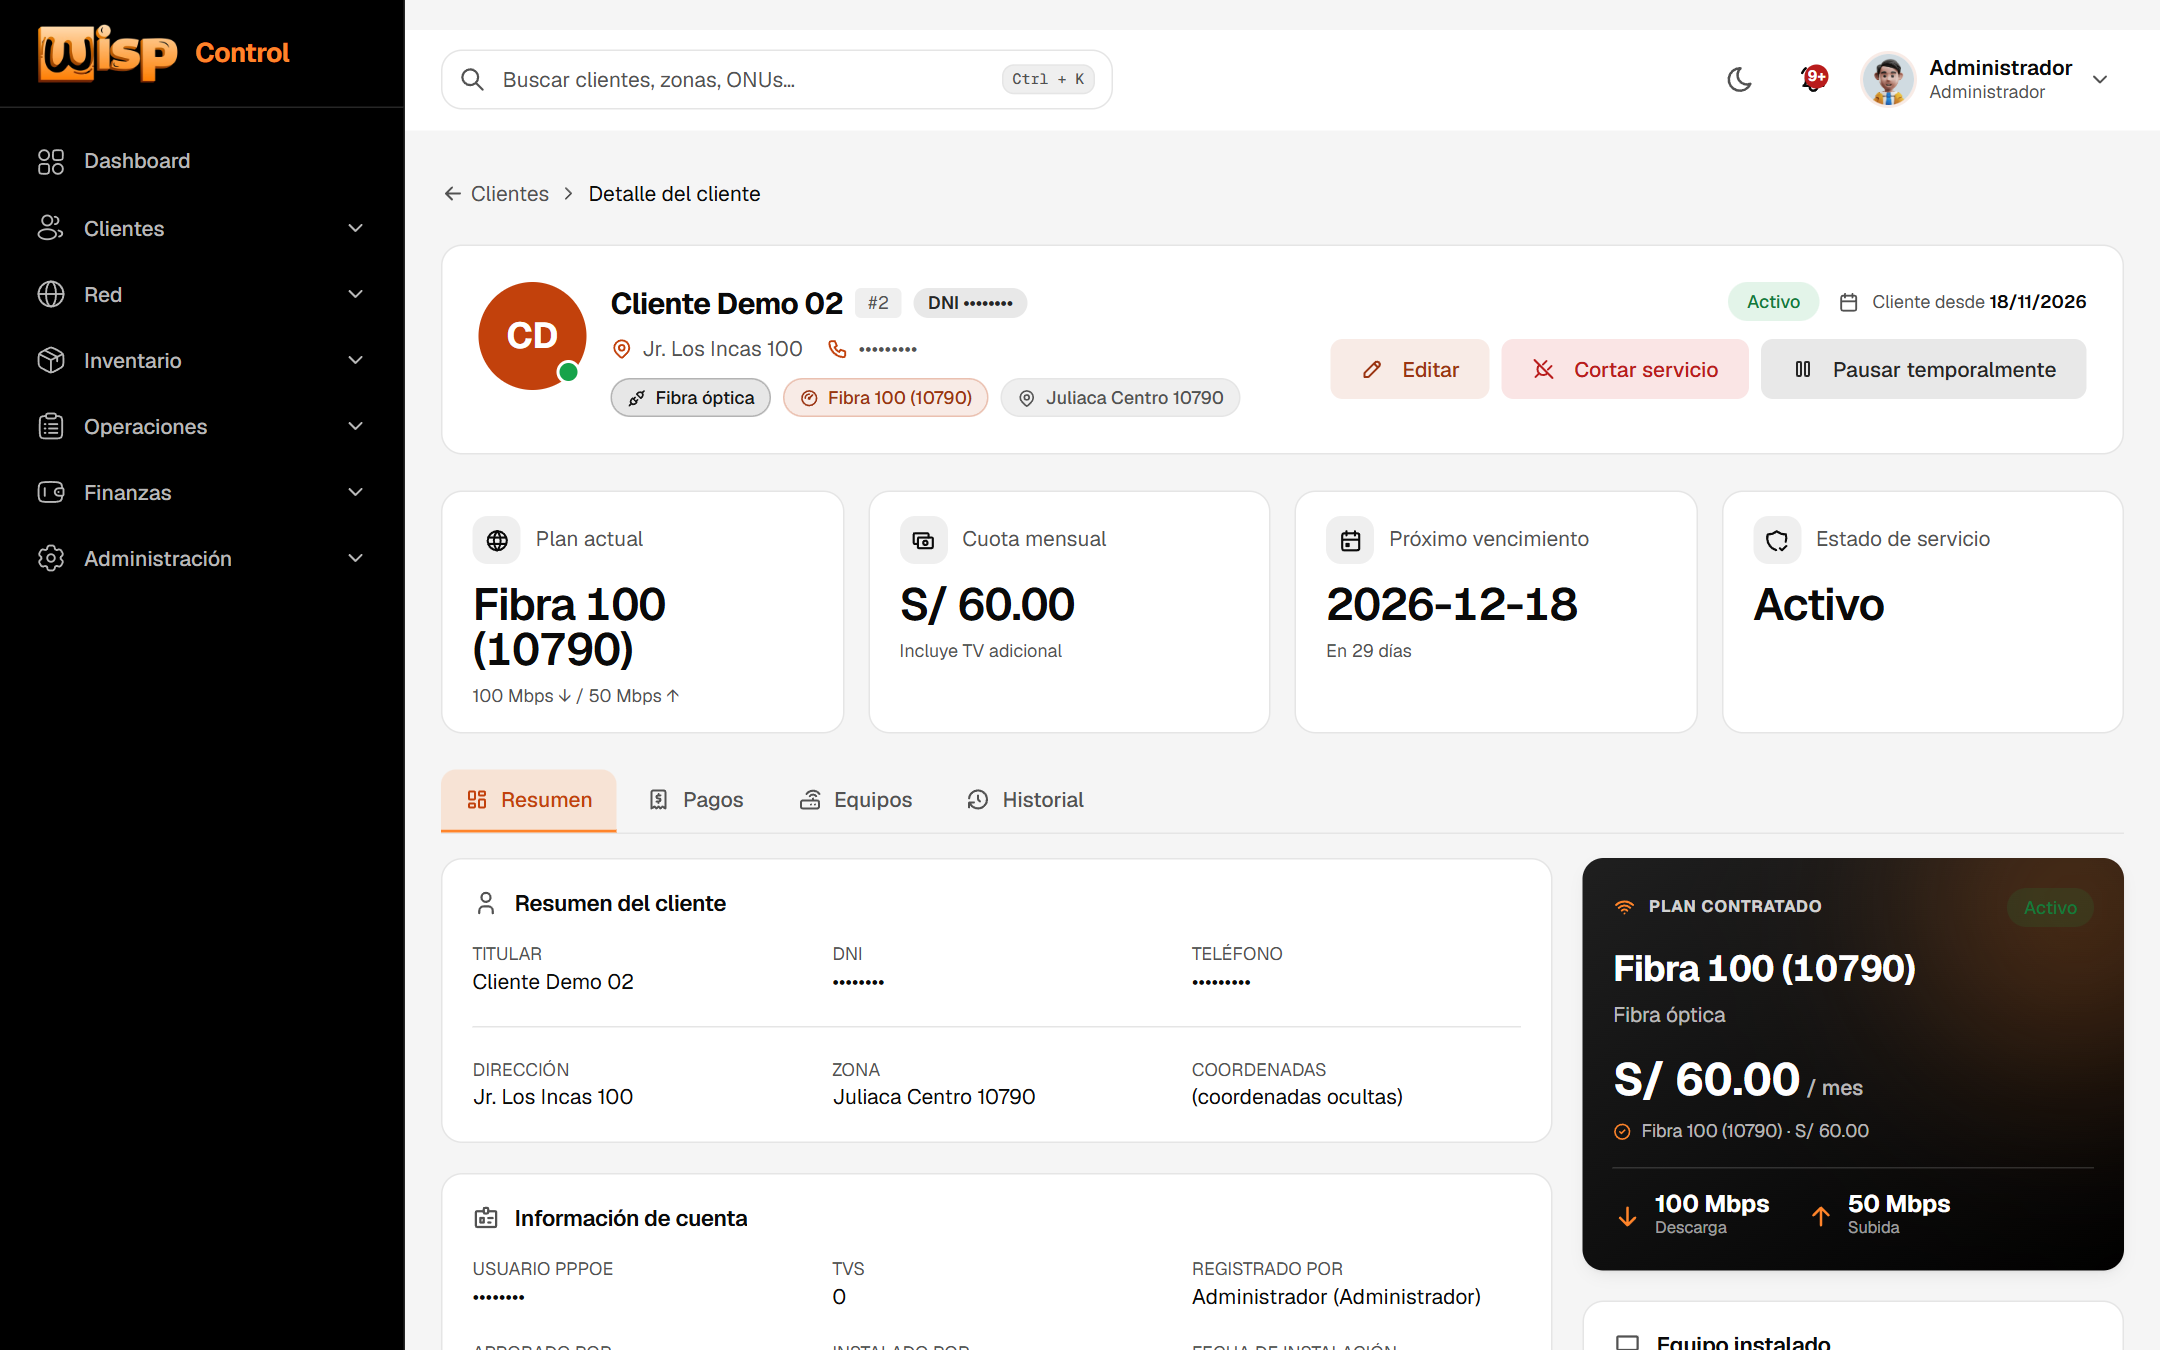 Wisp Control
Buscar clientes, zonas, ONUs...
Ctrl + K
9+
Administrador
Administrador
Dashboard
Clientes
Red
Inventario
Operaciones
Finanzas
Administración
Clientes
Detalle del cliente
CD
Cliente Demo 02
#2
DNI ••••••••
Jr. Los Incas 100
•••••••••
Fibra óptica
Fibra 100 (10790)
Juliaca Centro 10790
Activo
Cliente desde 18/11/2026
Editar
Cortar servicio
Pausar temporalmente
Plan actual
Fibra 100
(10790)
100 Mbps ↓ / 50 Mbps ↑
Cuota mensual
S/ 60.00
Incluye TV adicional
Próximo vencimiento
2026-12-18
En 29 días
Estado de servicio
Activo
Resumen
Pagos
Equipos
Historial
Resumen del cliente
TITULAR
Cliente Demo 02
DNI
••••••••
TELÉFONO
•••••••••
DIRECCIÓN
Jr. Los Incas 100
ZONA
Juliaca Centro 10790
COORDENADAS
(coordenadas ocultas)
Información de cuenta
USUARIO PPPOE
••••••••
TVS
0
REGISTRADO POR
Administrador (Administrador)
APROBADO POR
INSTALADO POR
FECHA DE INSTALACIÓN
PLAN CONTRATADO
Activo
Fibra 100 (10790)
Fibra óptica
S/ 60.00 / mes
Fibra 100 (10790) · S/ 60.00
100 Mbps
Descarga
50 Mbps
Subida
Equipo instalado